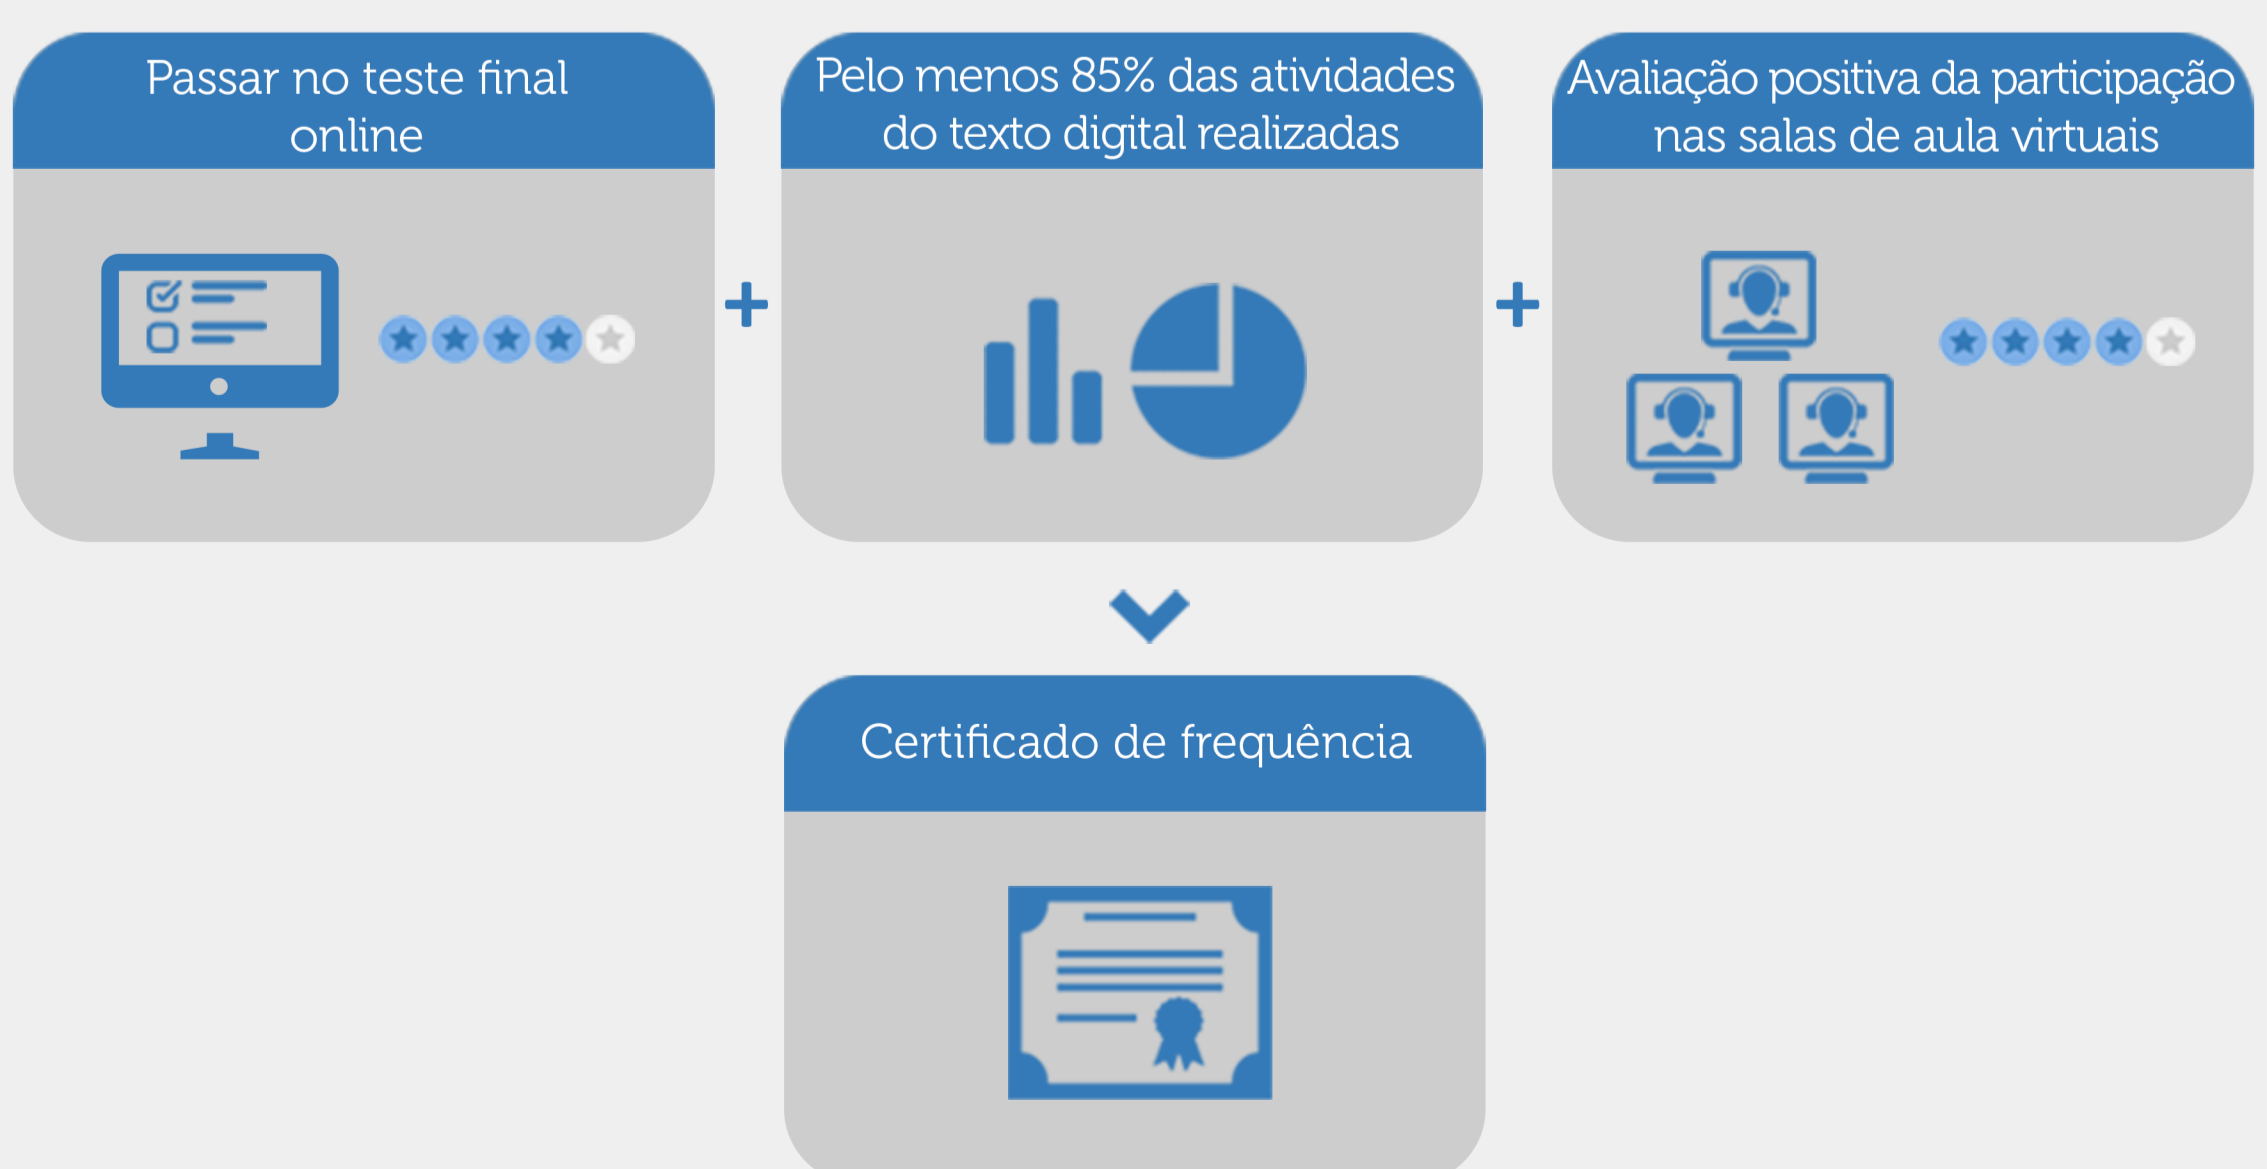 Passar no teste final
online
Pelo menos 85% das atividades
do texto digital realizadas
Avaliação positiva da participação
nas salas de aula virtuais
Certificado de frequência